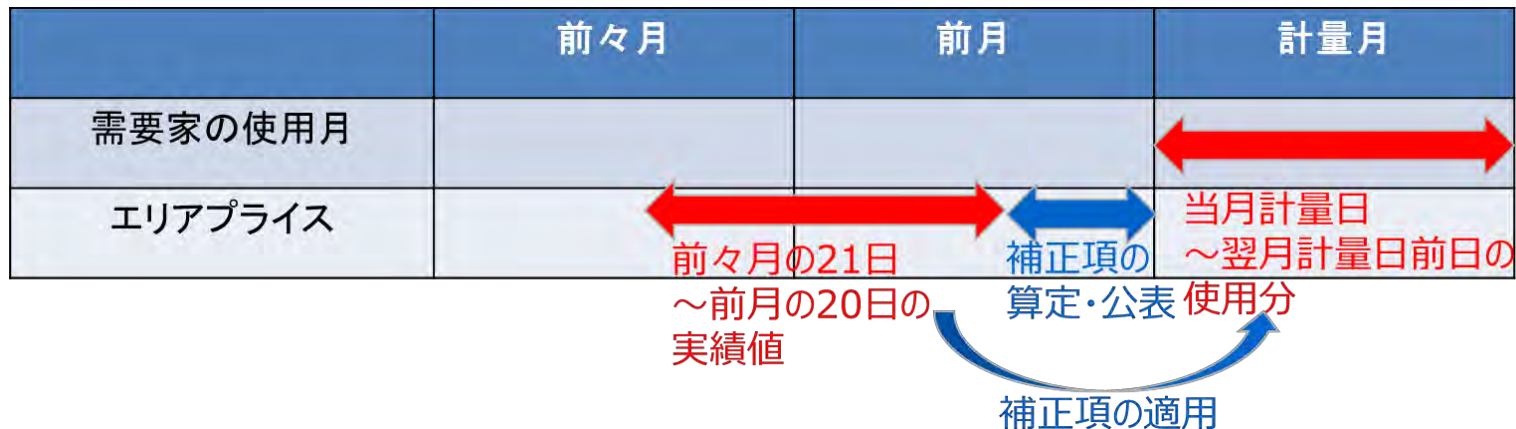 前々月
前月
計量月
需要家の使用月
エリアプライス
前々月の21日
～前月の20日の
実績値
補正項の
算定・公表
当月計量日
～翌月計量日前日の
使用分
補正項の適用